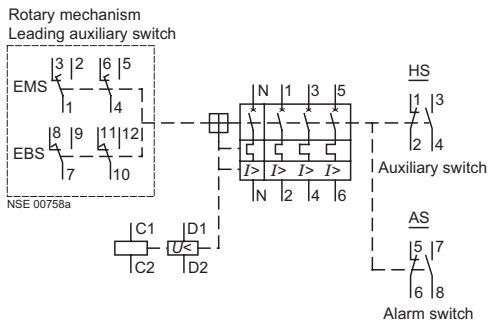 Rotary mechanism
Leading auxiliary switch
3 2 6 5
EMS
1 4
8 9 11 12
EBS
7 10
NSE 00758a
N 1 3 5
I> I> I> I>
N 2 4 6
C1 D1
U<
C2 D2
HS
1 3
2 4
Auxiliary switch
AS
5 7
6 8
Alarm switch